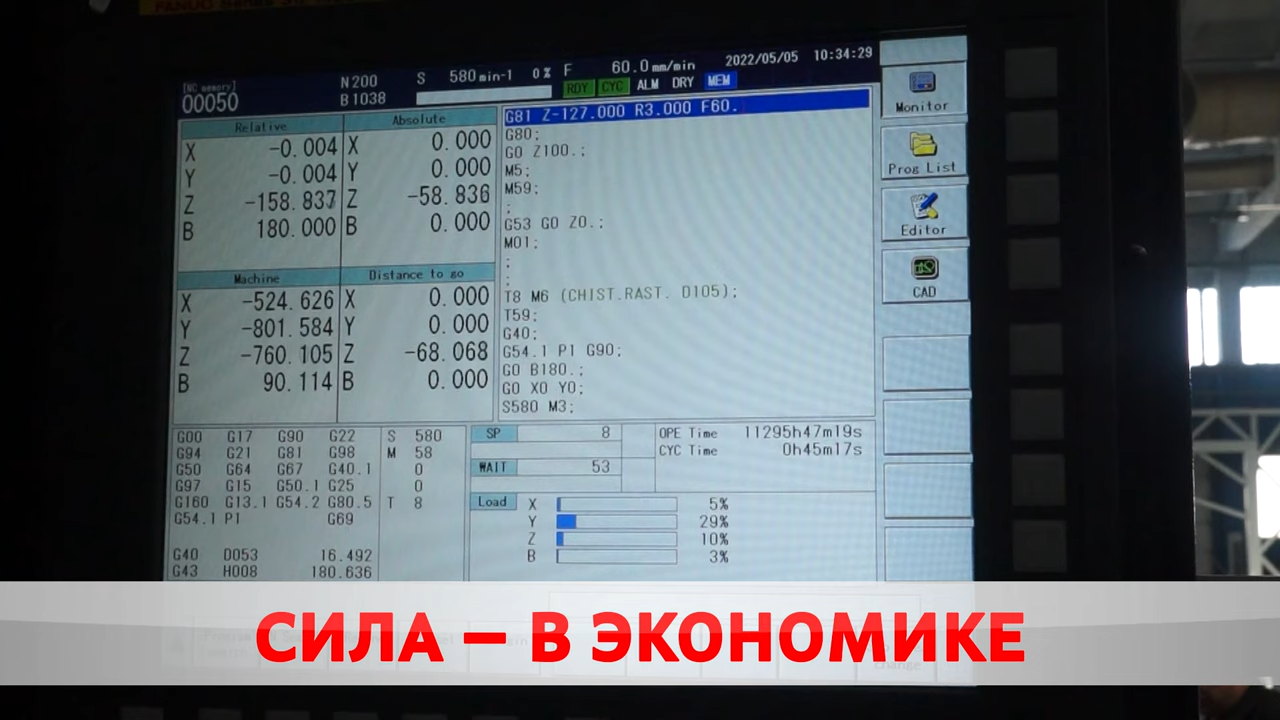 FANUC Series
[NC memory]
O0050
N200
B1038
S 580 min-1 0%
F 60.0 mm/min
2022/05/05 10:34:29
RDY CYC ALM DRY MEM
Relative
X -0.004
Y -0.004
Z -158.837
B 180.000
Absolute
X 0.000
Y 0.000
Z -58.836
B 0.000
Machine
X -524.626
Y -801.584
Z -760.105
B 90.114
Distance to go
X 0.000
Y 0.000
Z -68.068
B 0.000
G81 Z-127.000 R3.000 F60.
G80;
G0 Z100.;
M5;
M59;
;
G53 G0 Z0.;
M01;
;
;
T8 M6 (CHIST.RAST. D105);
T59;
G40;
G54.1 P1 G90;
G0 B180.;
G0 X0 Y0;
S580 M3;
G00 G17 G90 G22
G94 G21 G81 G98
G50 G64 G67 G40.1
G97 G15 G50.1 G25
G160 G13.1 G54.2 G80.5
G54.1 P1 G69
G40 D053 16.492
G43 H008 180.636
S 580
M 58
0
0
T 8
SP 8
WAIT 53
OPE Time 11295h47m19s
CYC Time 0h45m17s
Load X 5%
Y 29%
Z 10%
B 3%
Monitor
Prog List
Editor
CAD
СИЛА — В ЭКОНОМИКЕ